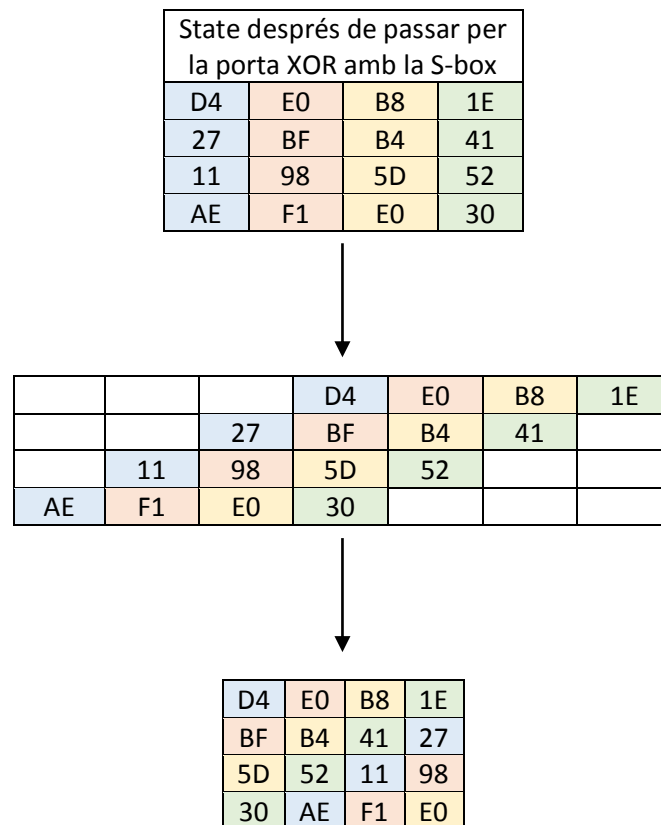 State després de passar per
la porta XOR amb la S-box
D4 E0 B8 1E
27 BF B4 41
11 98 5D 52
AE F1 E0 30
D4 E0 B8 1E
27 BF B4 41
11 98 5D 52
AE F1 E0 30
D4 E0 B8 1E
BF B4 41 27
5D 52 11 98
30 AE F1 E0